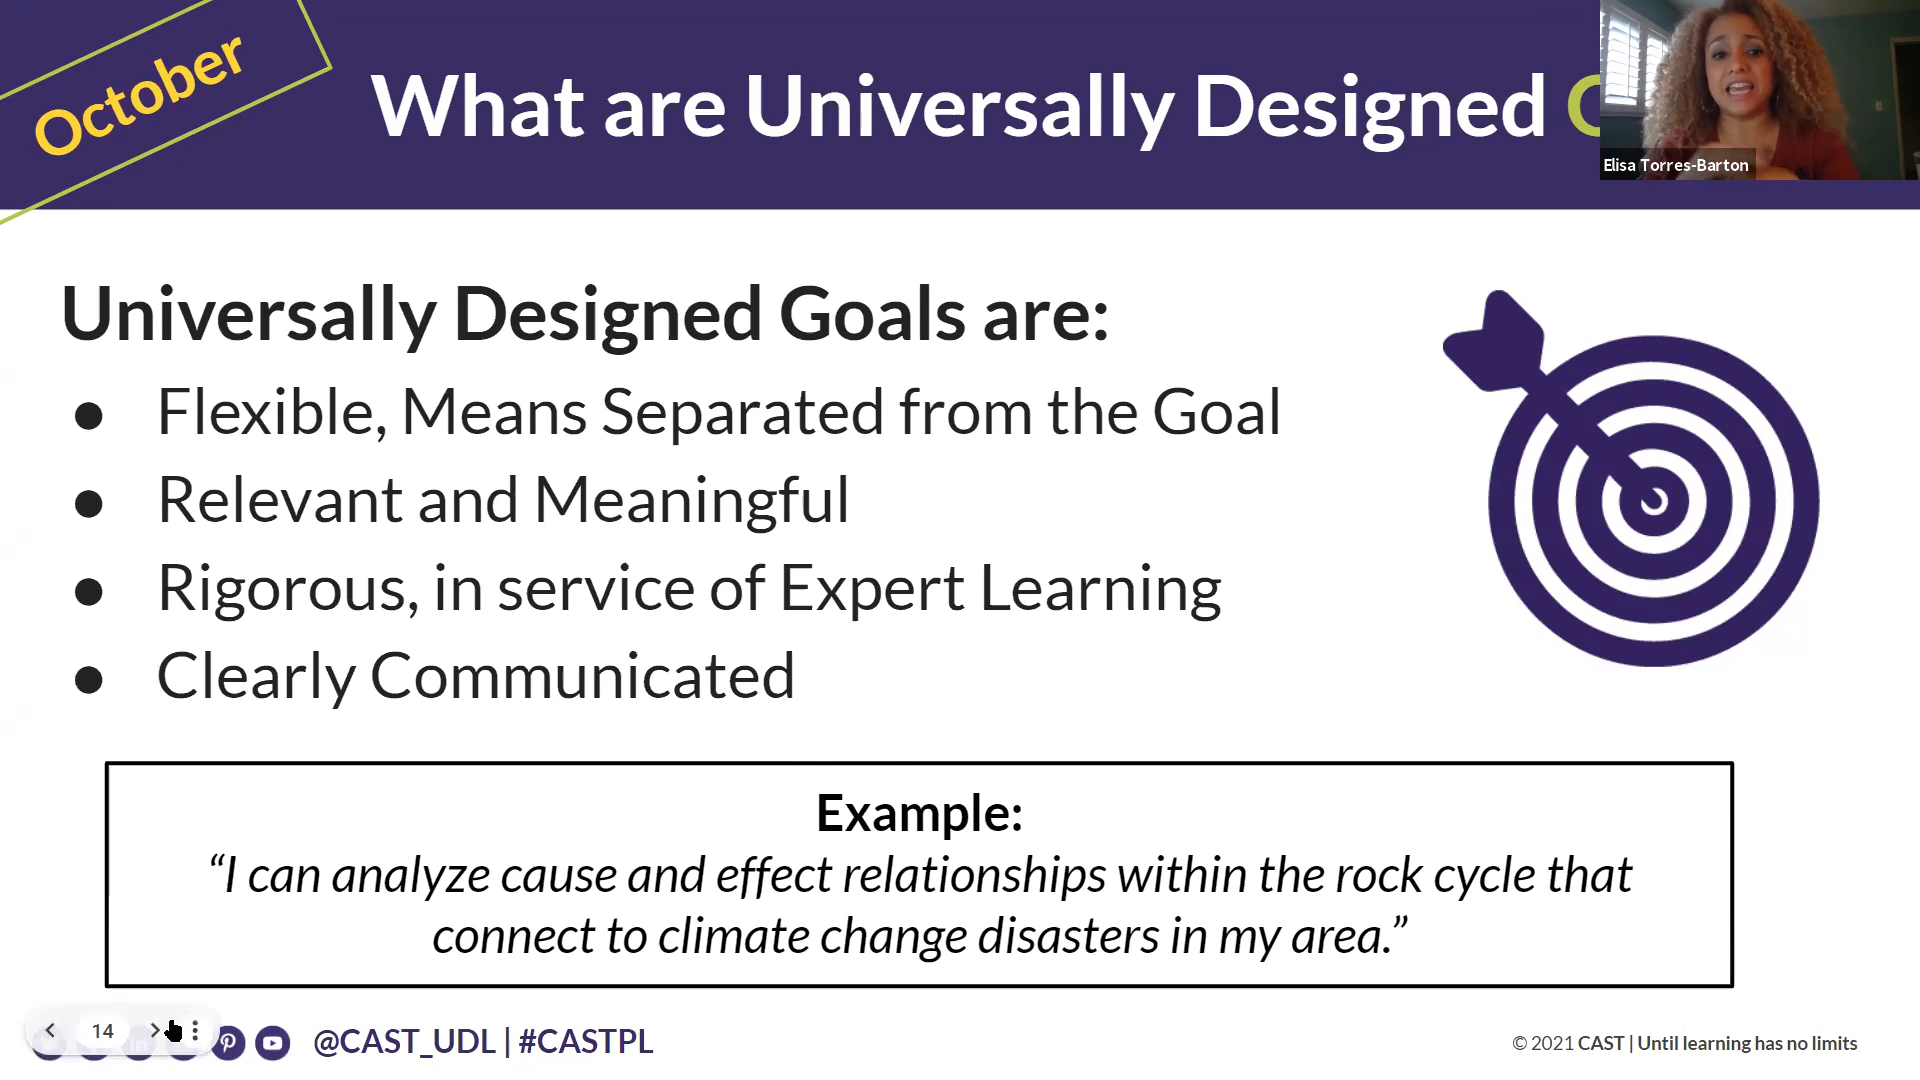 October
What are Universally Designed
Elisa Torres-Barton
Universally Designed Goals are:
● Flexible, Means Separated from the Goal
● Relevant and Meaningful
● Rigorous, in service of Expert Learning
● Clearly Communicated
Example:
“I can analyze cause and effect relationships within the rock cycle that
connect to climate change disasters in my area.”
14
@CAST_UDL | #CASTPL
© 2021 CAST | Until learning has no limits